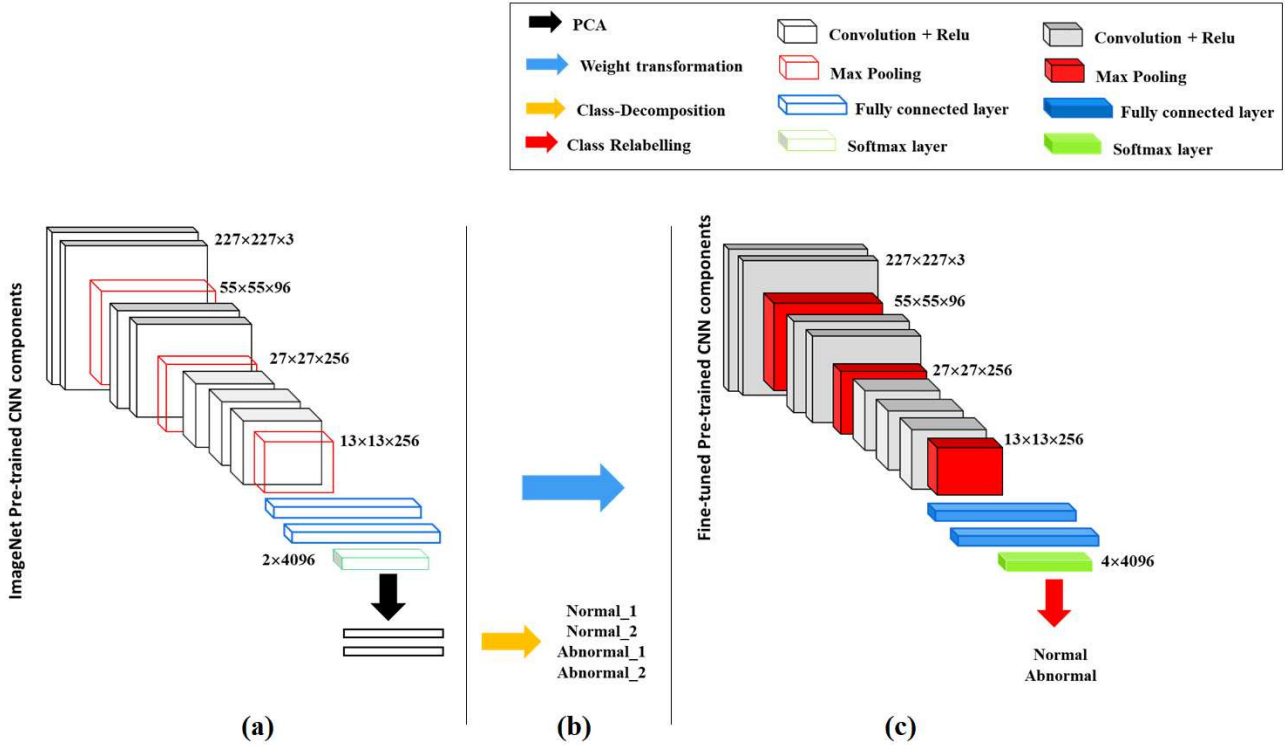 PCA
Weight transformation
Class-Decomposition
Class Relabelling
Convolution + Relu
Max Pooling
Fully connected layer
Softmax layer
Convolution + Relu
Max Pooling
Fully connected layer
Softmax layer
ImageNet Pre-trained CNN components
227×227×3
55×55×96
27×27×256
13×13×256
2×4096
Normal_1
Normal_2
Abnormal_1
Abnormal_2
Fine-tuned Pre-trained CNN components
227×227×3
55×55×96
27×27×256
13×13×256
4×4096
Normal
Abnormal
(a)
(b)
(c)